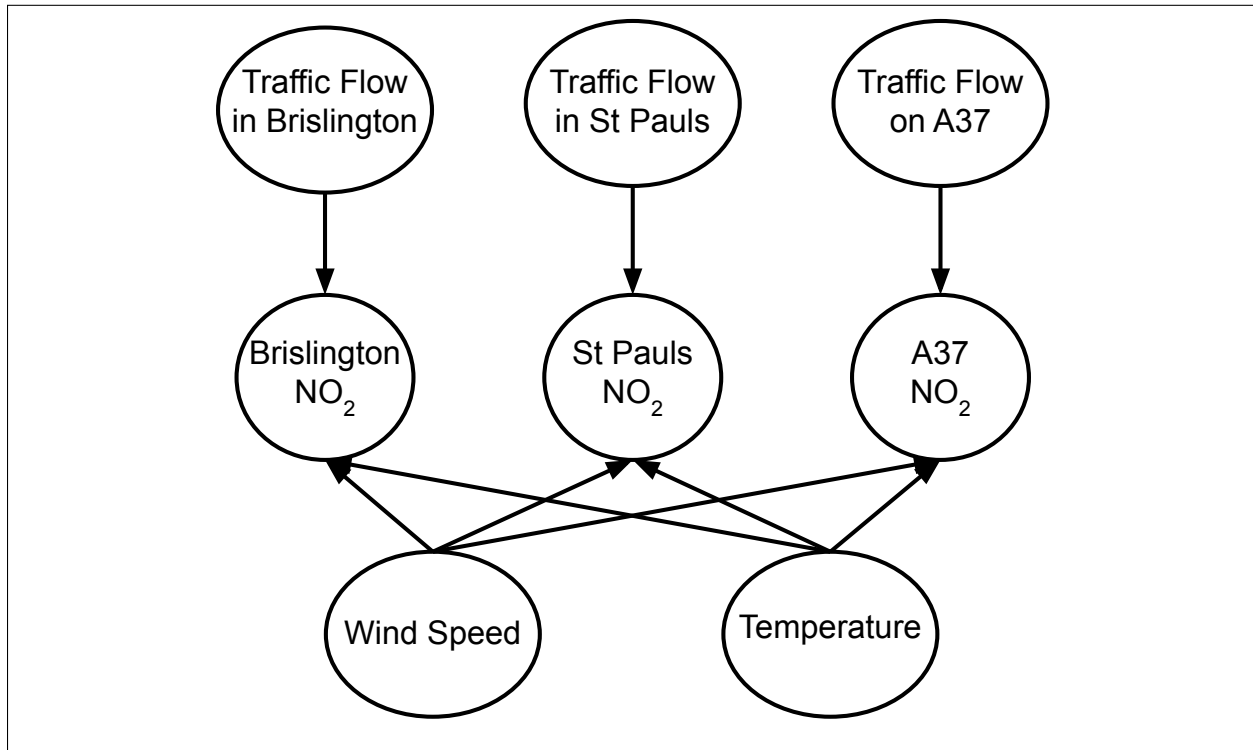 Traffic Flow
in Brislington
Traffic Flow
in St Pauls
Traffic Flow
on A37
Brislington
NO₂
St Pauls
NO₂
A37
NO₂
Wind Speed
Temperature